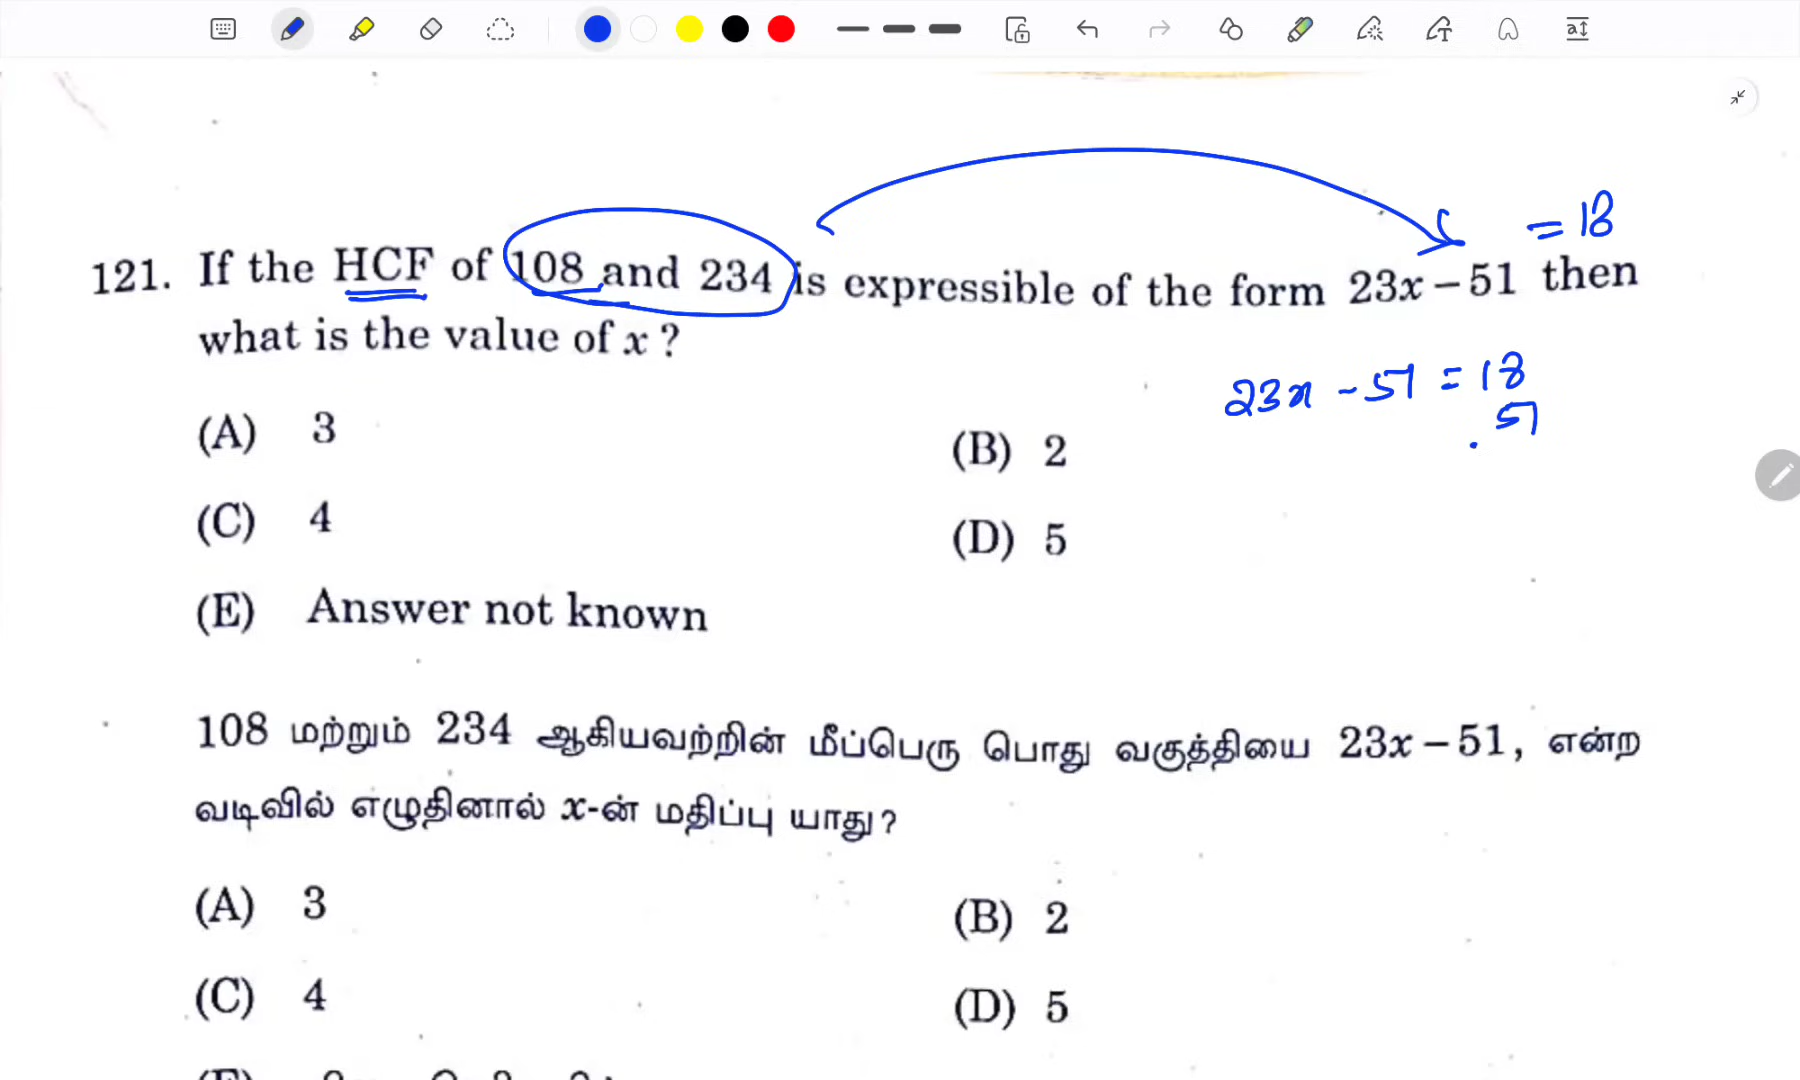 = 18
121. If the HCF of 108 and 234 is expressible of the form 23x – 51 then
what is the value of x ?
23x - 51 = 18
51
(A) 3
(B) 2
(C) 4
(D) 5
(E) Answer not known
108 மற்றும் 234 ஆகியவற்றின் மீப்பெரு பொது வகுத்தியை 23x – 51, என்ற
வடிவில் எழுதினால் x-ன் மதிப்பு யாது?
(A) 3
(B) 2
(C) 4
(D) 5